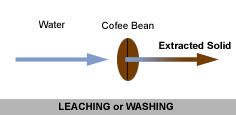 Water
Cofee Bean
Extracted Solid
LEACHING or WASHING